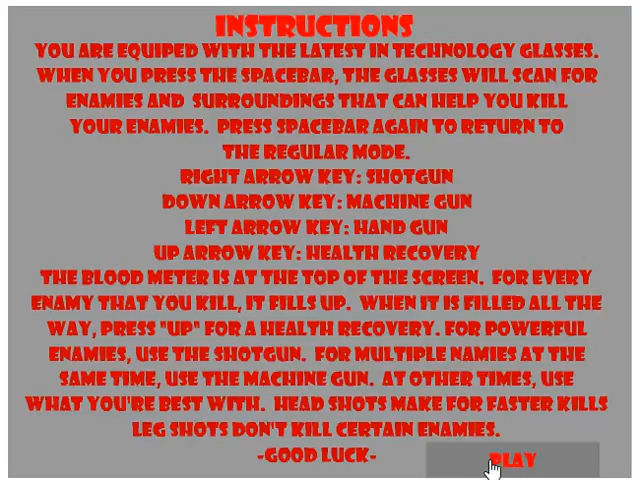 INSTRUCTIONS
YOU ARE EQUIPED WITH THE LATEST IN TECHNOLOGY GLASSES.
WHEN YOU PRESS THE SPACEBAR, THE GLASSES WILL SCAN FOR
ENAMIES AND SURROUNDINGS THAT CAN HELP YOU KILL
YOUR ENAMIES. PRESS SPACEBAR AGAIN TO RETURN TO
THE REGULAR MODE.
RIGHT ARROW KEY: SHOTGUN
DOWN ARROW KEY: MACHINE GUN
LEFT ARROW KEY: HAND GUN
UP ARROW KEY: HEALTH RECOVERY
THE BLOOD METER IS AT THE TOP OF THE SCREEN. FOR EVERY
ENAMY THAT YOU KILL, IT FILLS UP. WHEN IT IS FILLED ALL THE
WAY, PRESS "UP" FOR A HEALTH RECOVERY. FOR POWERFUL
ENAMIES, USE THE SHOTGUN. FOR MULTIPLE NAMIES AT THE
SAME TIME, USE THE MACHINE GUN. AT OTHER TIMES, USE
WHAT YOU'RE BEST WITH. HEAD SHOTS MAKE FOR FASTER KILLS
LEG SHOTS DON'T KILL CERTAIN ENAMIES.
-GOOD LUCK-
PLAY